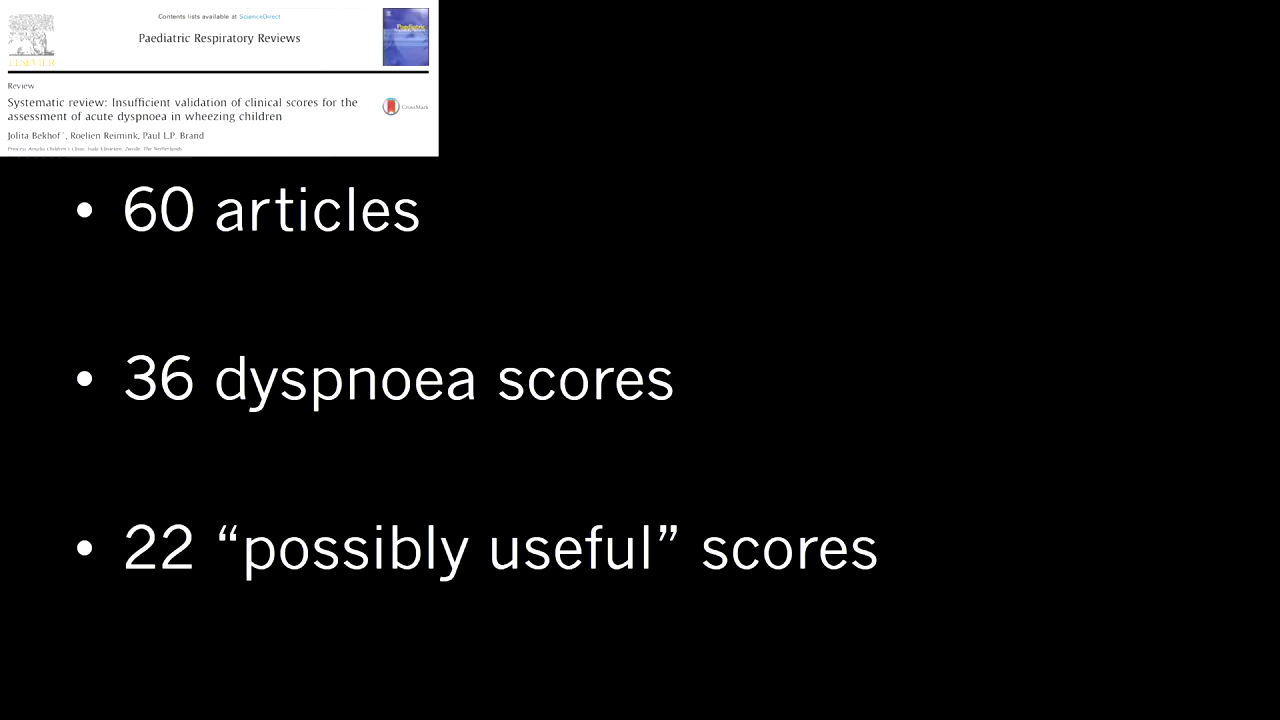 Contents lists available at ScienceDirect
Paediatric Respiratory Reviews
ELSEVIER
Review
Systematic review: Insufficient validation of clinical scores for the
assessment of acute dyspnoea in wheezing children
CrossMark
Jolita Bekhof *, Roelien Reimink, Paul L.P. Brand
• 60 articles
• 36 dyspnoea scores
• 22 “possibly useful” scores